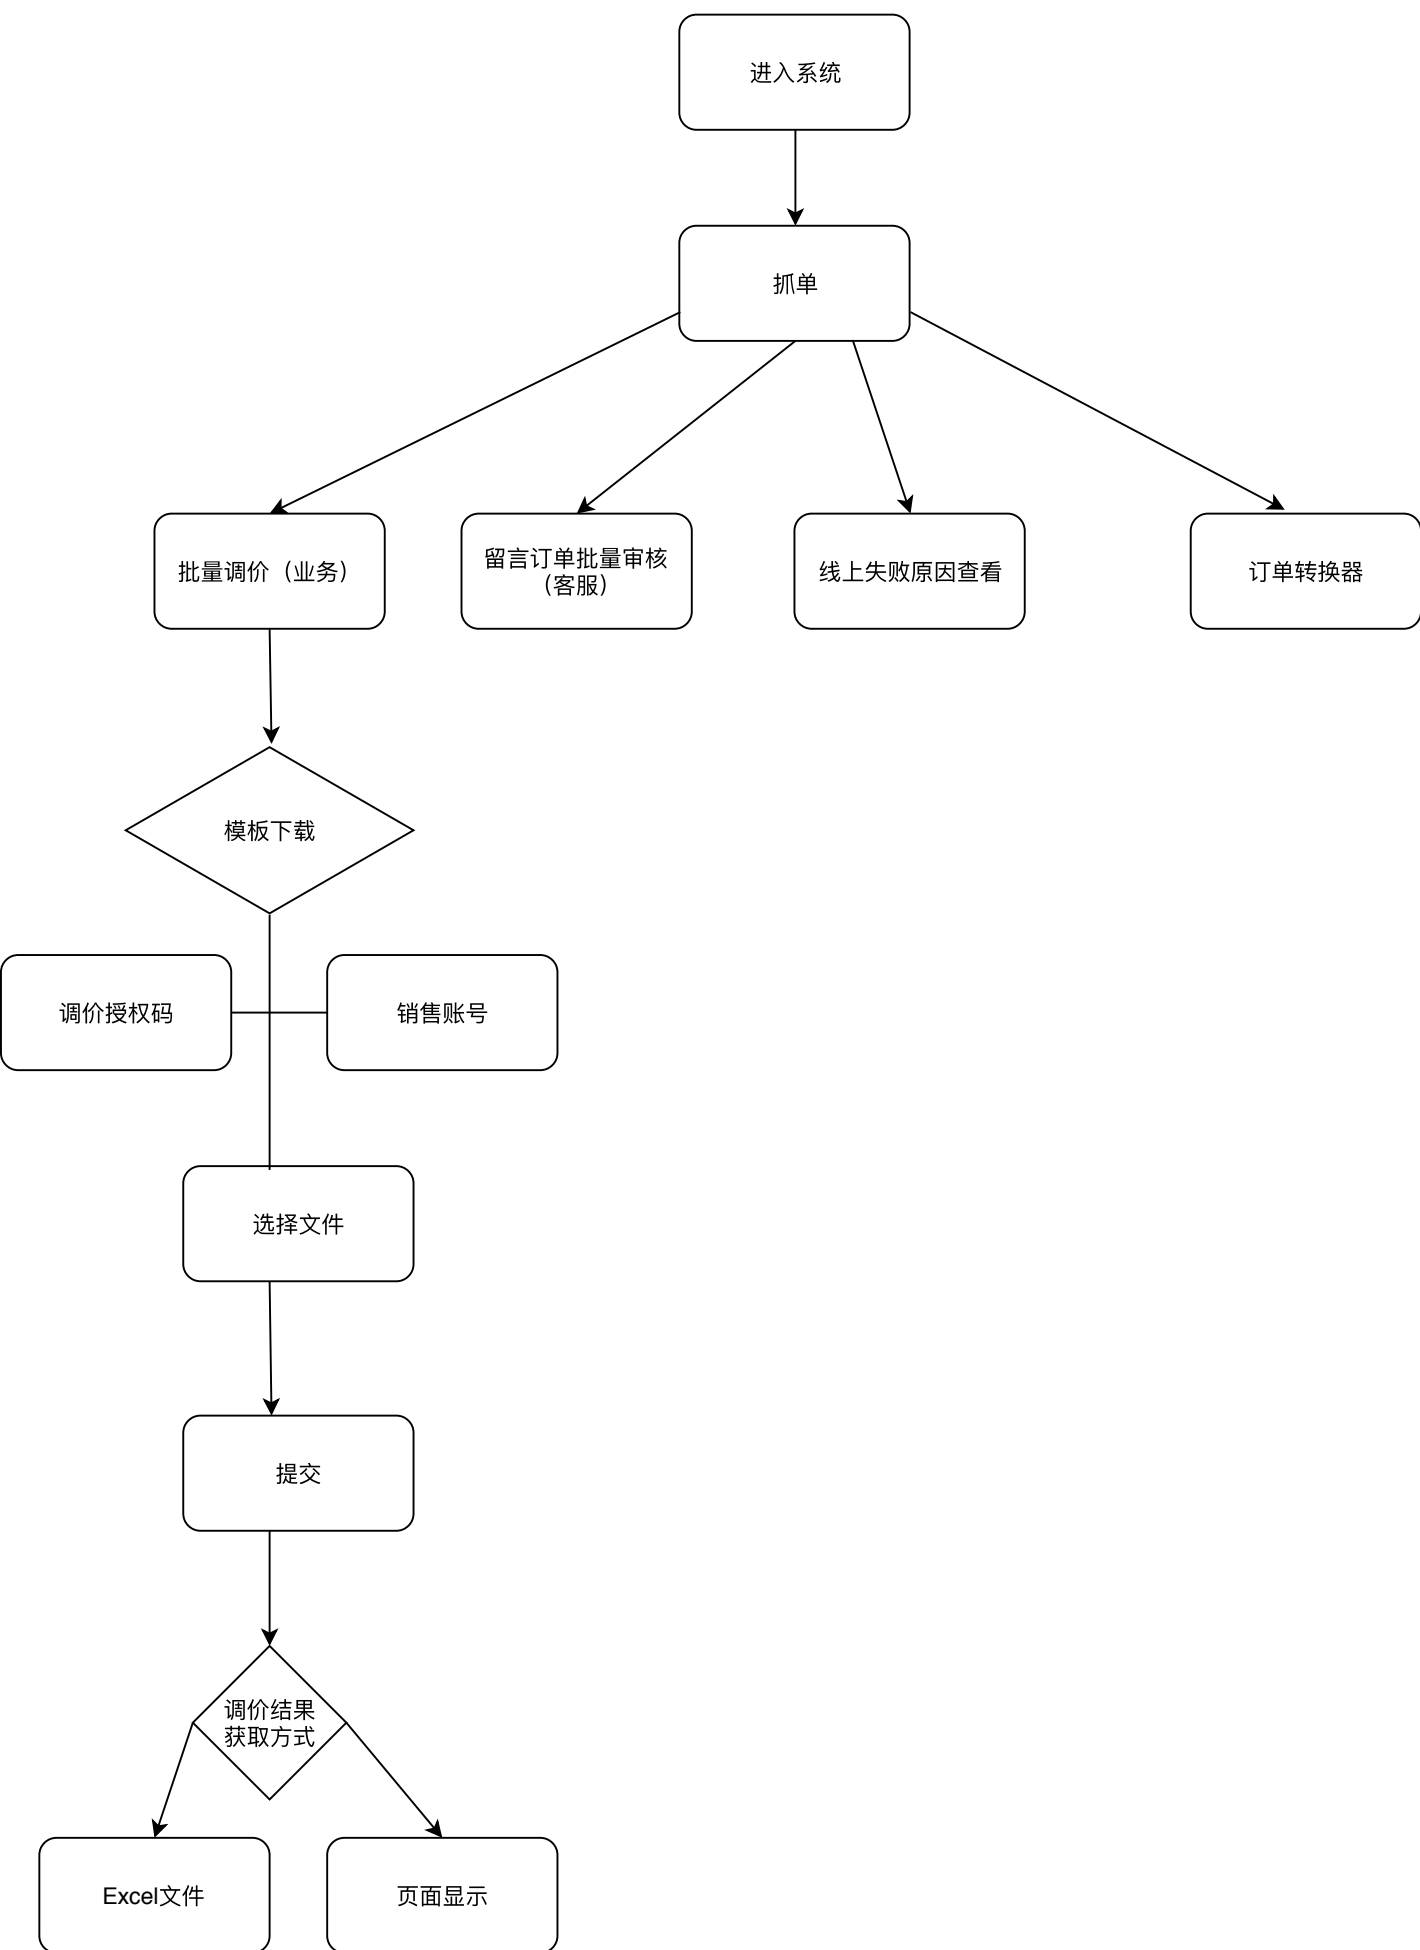 进入系统
抓单
批量调价（业务）
留言订单批量审核
（客服）
线上失败原因查看
订单转换器
模板下载
调价授权码
销售账号
选择文件
提交
调价结果
获取方式
Excel文件
页面显示